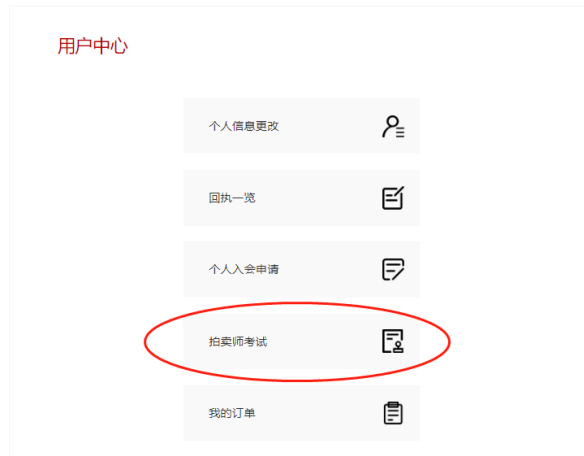 用户中心
个人信息更改
回执一览
个人入会申请
拍卖师考试
我的订单